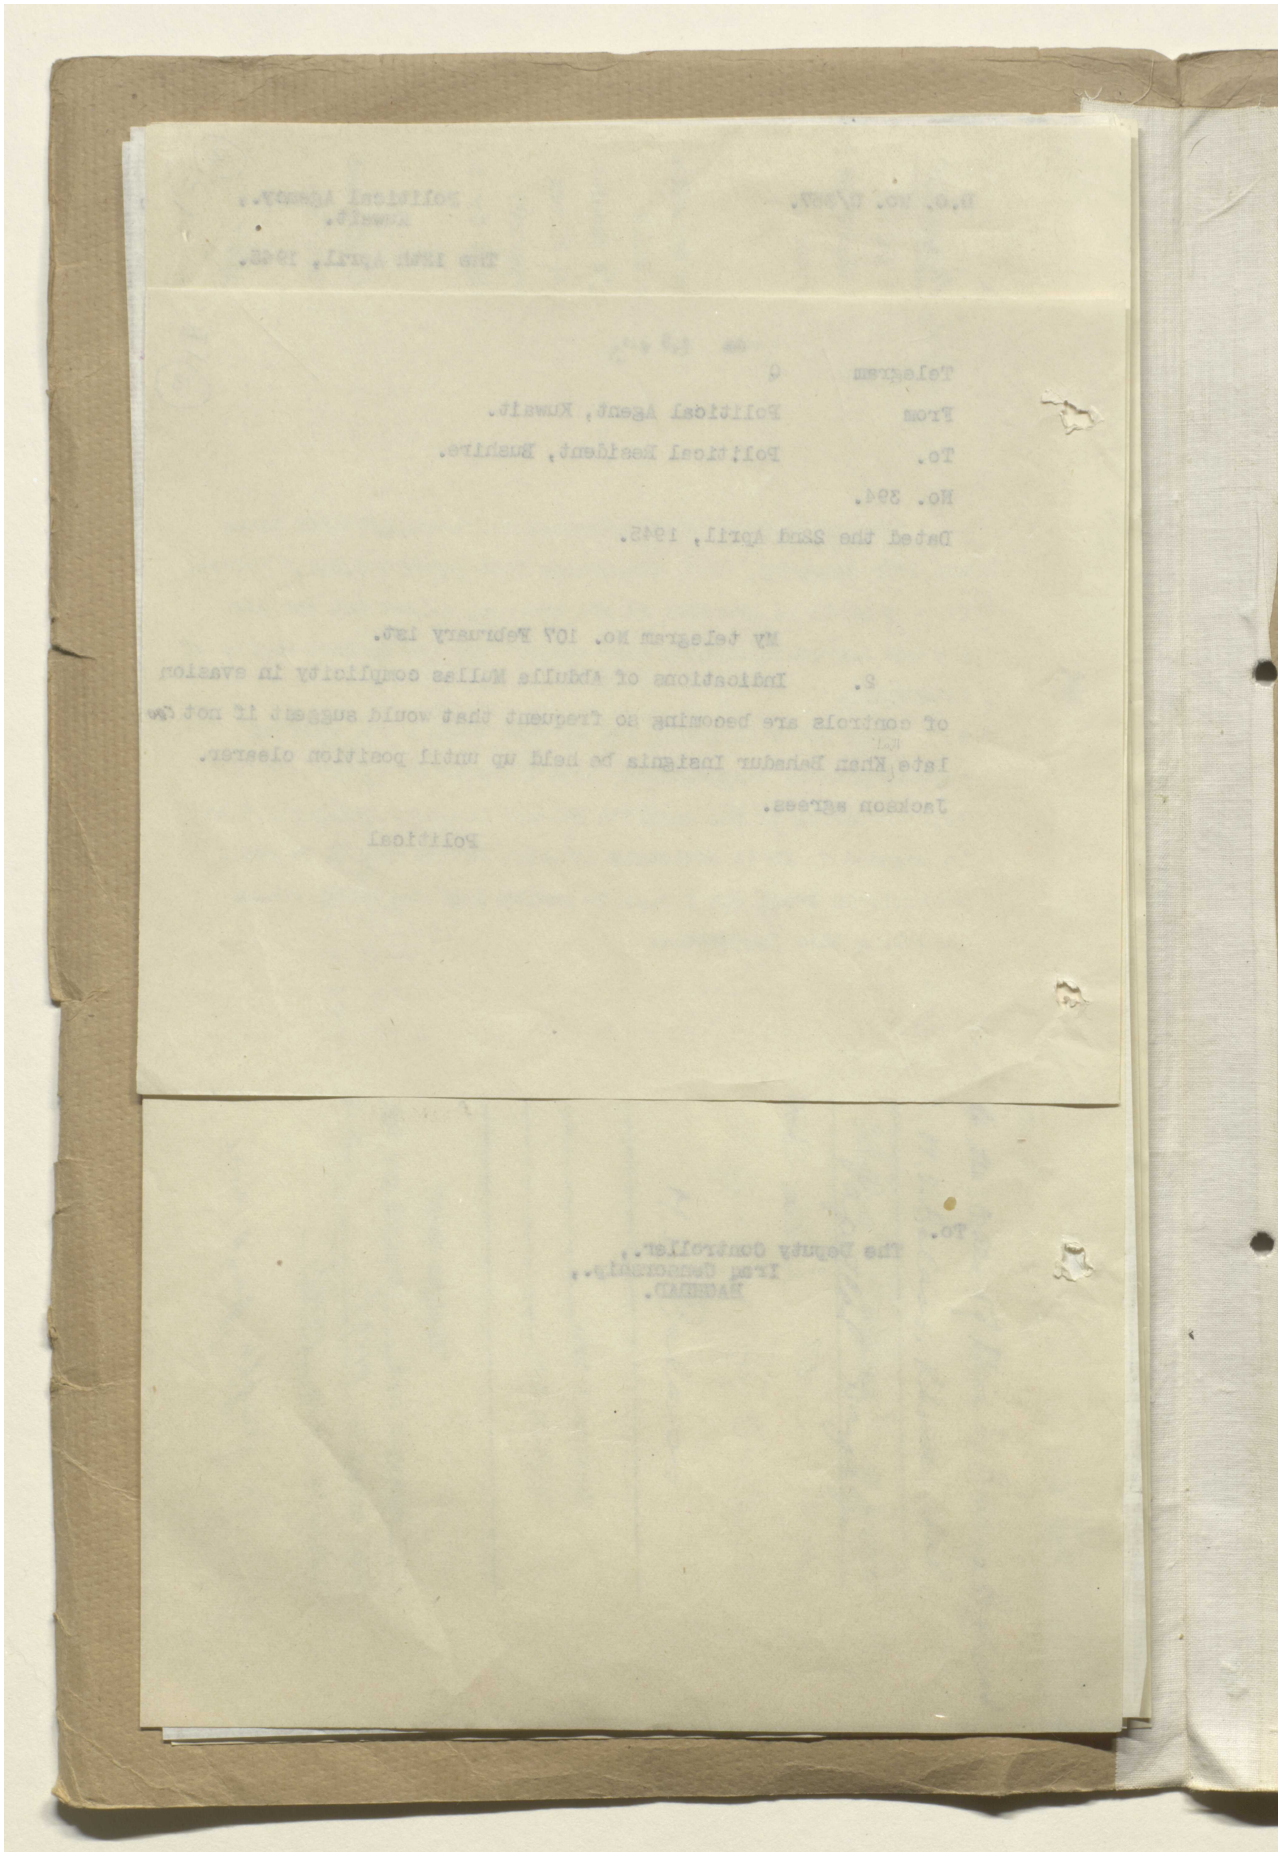 D.O. No. C/367.
Political Agency.,
Kuwait.
The 12th April, 1945.
Telegram Q
From Political Agent, Kuwait.
To. Political Resident, Bushire.
No. 394.
Dated the 22nd April, 1945.
My telegram No. 107 February 1st.
2. Indications of Abdulla Mullas complicity in evasion
of controls are becoming so frequent that would suggest if not too
late Khan Bahadur Insignia be held up until position clearer.
Jackson agrees.
Political
To.
The Deputy Controller.,
Iraq Censorship.,
BAGHDAD.